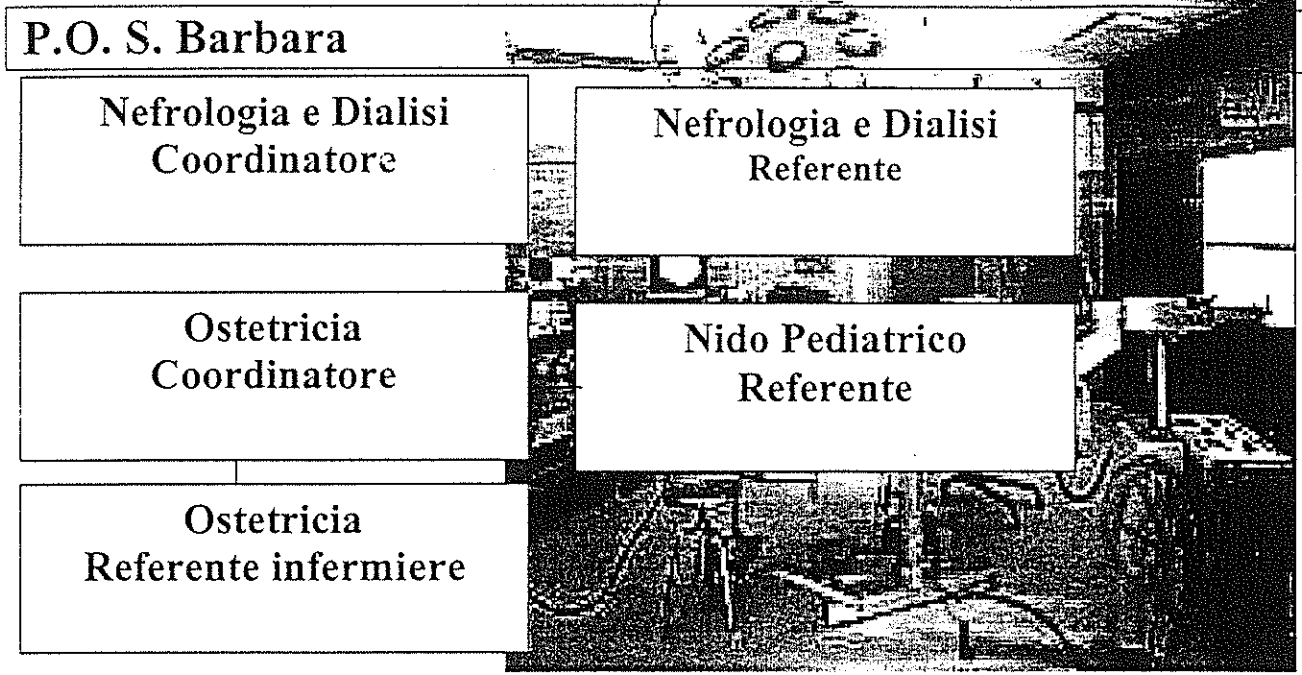 P.O. S. Barbara
Nefrologia e Dialisi
Coordinatore
Nefrologia e Dialisi
Referente
Ostetricia
Coordinatore
Nido Pediatrico
Referente
Ostetricia
Referente infermiere